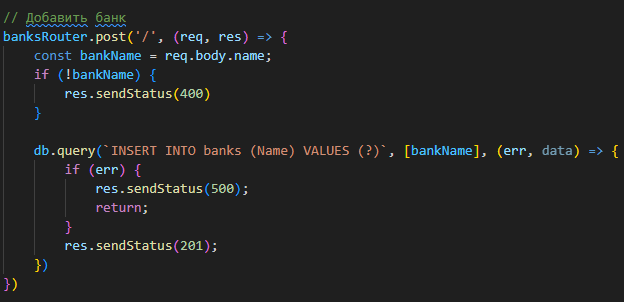 // Добавить банк
banksRouter.post('/', (req, res) => {
    const bankName = req.body.name;
    if (!bankName) {
        res.sendStatus(400)
    }

    db.query(`INSERT INTO banks (Name) VALUES (?)`, [bankName], (err, data) => {
        if (err) {
            res.sendStatus(500);
            return;
        }
        res.sendStatus(201);
    })
})